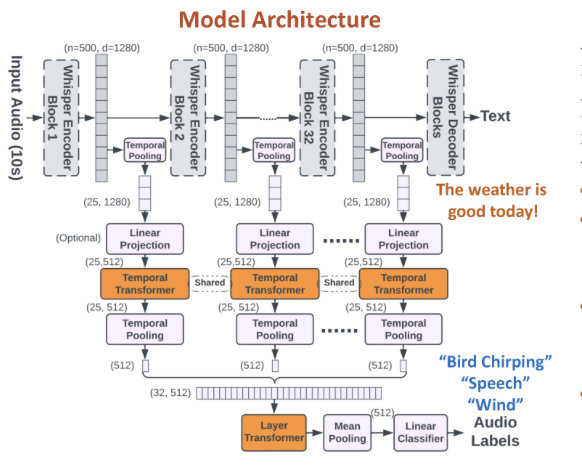 Model Architecture
(n=500, d=1280)
(n=500, d=1280)
(n=500, d=1280)
Input Audio (10s)
Whisper Encoder
Block 1
Whisper Encoder
Block 2
Whisper Encoder
Block 32
Whisper Decoder
Blocks
Text
Temporal
Pooling
Temporal
Pooling
Temporal
Pooling
The weather is
good today!
(25, 1280)
(25, 1280)
(25, 1280)
(Optional)
Linear
Projection
Linear
Projection
Linear
Projection
(25,512)
(25,512)
(25,512)
Temporal
Transformer
Shared
Temporal
Transformer
Shared
Temporal
Transformer
(25, 512)
(25, 512)
(25, 512)
Temporal
Pooling
Temporal
Pooling
Temporal
Pooling
(512)
(512)
(512)
“Bird Chirping”
“Speech”
“Wind”
(32, 512)
Layer
Transformer
Mean
Pooling
(512)
Linear
Classifier
Audio
Labels